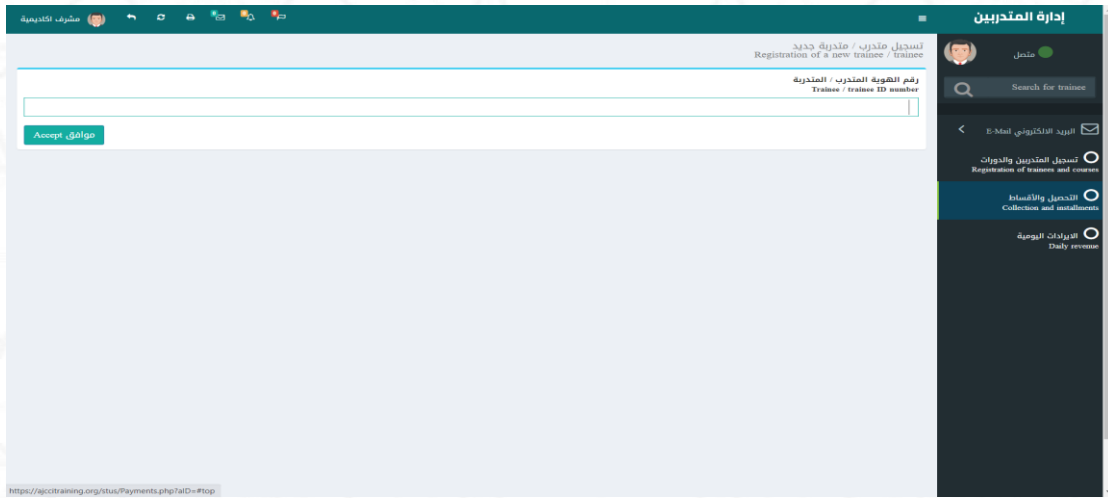 إدارة المتدربين
مشرف اكاديمية
متصل
Search for trainee
البريد الالكتروني E-Mail
تسجيل المتدربين والدورات
Registration of trainees and courses
التحصيل والأقساط
Collection and installments
الايرادات اليومية
Daily revenue
تسجيل متدرب / متدربة جديد
Registration of a new trainee / trainee
رقم الهوية المتدرب / المتدربة
Trainee / trainee ID number
موافق Accept
https://ajccitraining.org/stus/Payments.php?aID=#top